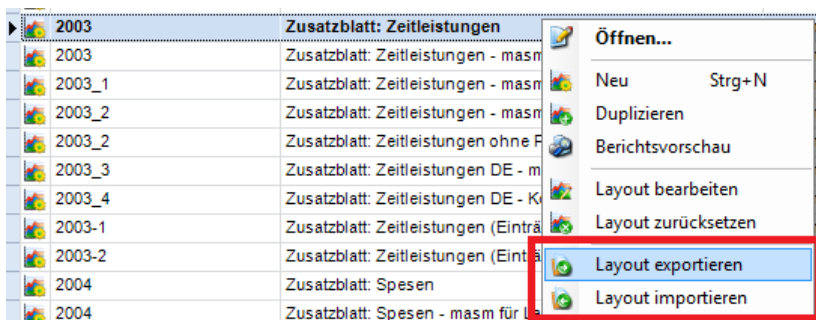 2003 Zusatzblatt: Zeitleistungen
2003 Zusatzblatt: Zeitleistungen - masm
2003_1 Zusatzblatt: Zeitleistungen - masm
2003_2 Zusatzblatt: Zeitleistungen - masm
2003_2 Zusatzblatt: Zeitleistungen ohne
2003_3 Zusatzblatt: Zeitleistungen DE - m
2003_4 Zusatzblatt: Zeitleistungen DE - K
2003-1 Zusatzblatt: Zeitleistungen (Einträ
2003-2 Zusatzblatt: Zeitleistungen (Einträ
2004 Zusatzblatt: Spesen
2004 Zusatzblatt: Spesen - masm für La
Öffnen...
Neu Strg+N
Duplizieren
Berichtsvorschau
Layout bearbeiten
Layout zurücksetzen
Layout exportieren
Layout importieren